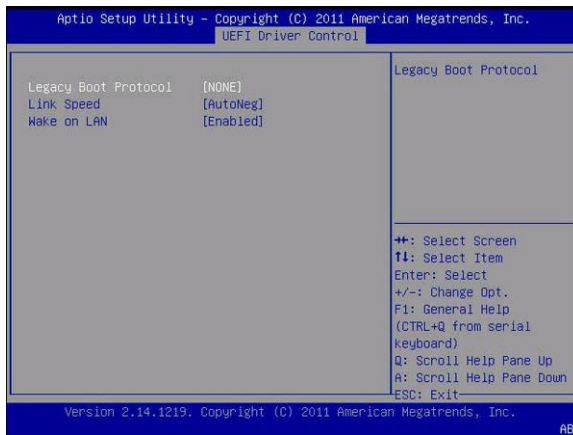 Aptio Setup Utility – Copyright (C) 2011 American Megatrends, Inc.
UEFI Driver Control
Legacy Boot Protocol [NONE]
Link Speed [AutoNeg]
Wake on LAN [Enabled]
Legacy Boot Protocol
→←: Select Screen
↑↓: Select Item
Enter: Select
+/-: Change Opt.
F1: General Help
(CTRL+Q from serial
keyboard)
Q: Scroll Help Pane Up
A: Scroll Help Pane Down
ESC: Exit
Version 2.14.1219. Copyright (C) 2011 American Megatrends, Inc.
AB